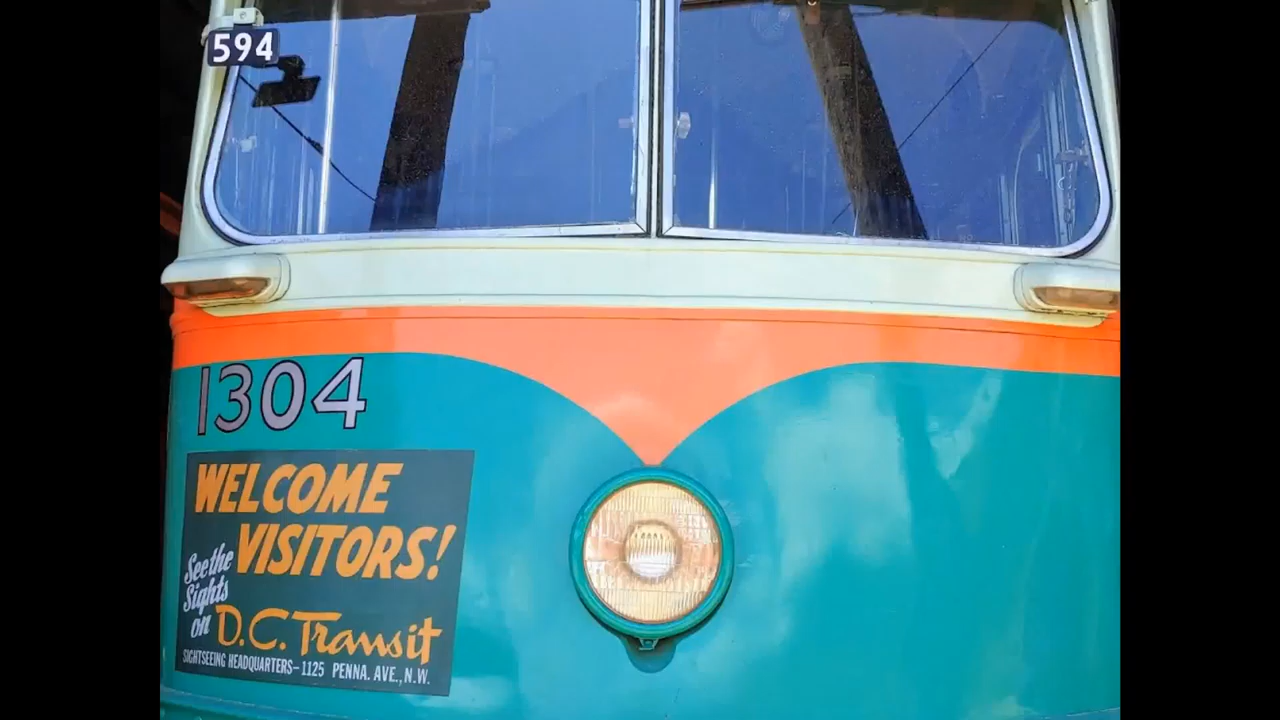 594
1304
WELCOME
VISITORS!
See the
Sights
on D.C. Transit
SIGHTSEEING HEADQUARTERS-1125 PENNA. AVE., N.W.